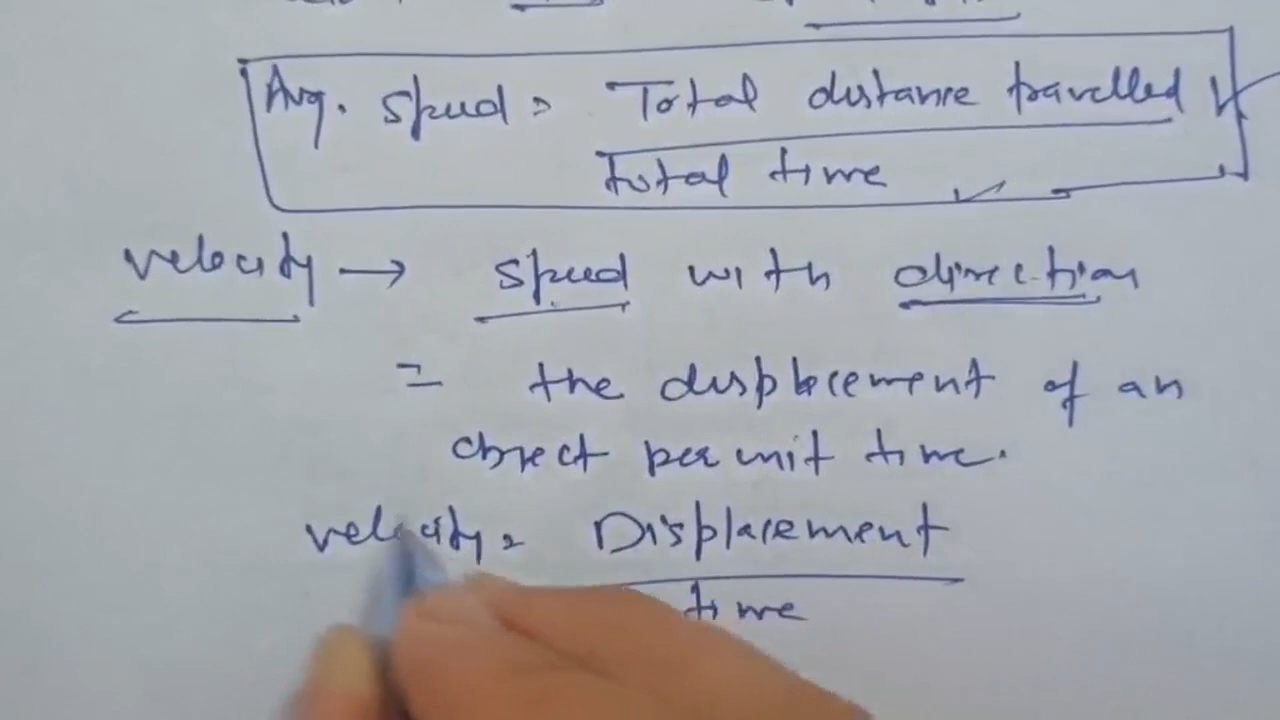 Avg. Speed = Total distance travelled
Total time
velocity → speed with direction
= the displacement of an
object per unit time.
velocity = Displacement
time